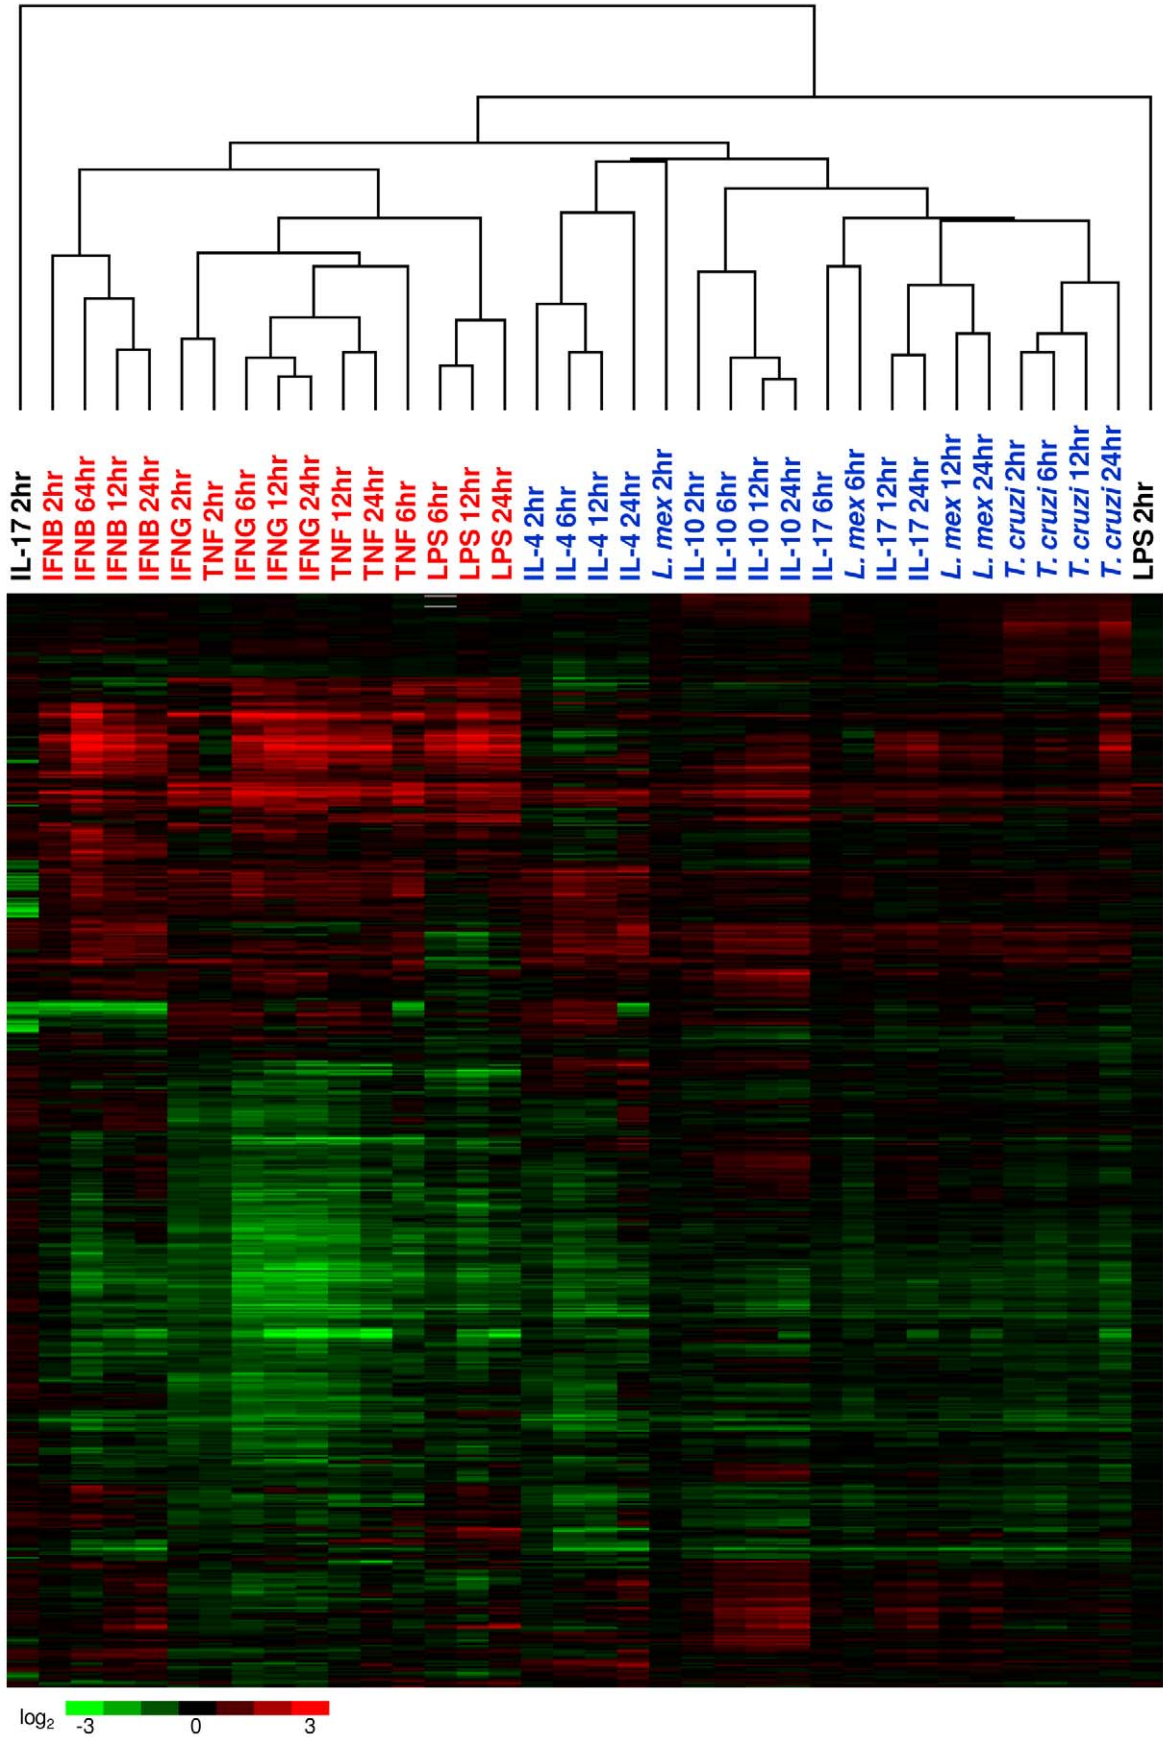 IL-17 2hr
IFNB 2hr
IFNB 64hr
IFNB 12hr
IFNB 24hr
IFNG 2hr
TNF 2hr
IFNG 6hr
IFNG 12hr
IFNG 24hr
TNF 12hr
TNF 24hr
TNF 6hr
LPS 6hr
LPS 12hr
LPS 24hr
IL-4 2hr
IL-4 6hr
IL-4 12hr
IL-4 24hr
L. mex 2hr
IL-10 2hr
IL-10 6hr
IL-10 12hr
IL-10 24hr
IL-17 6hr
L. mex 6hr
IL-17 12hr
IL-17 24hr
L. mex 12hr
L. mex 24hr
T. cruzi 2hr
T. cruzi 6hr
T. cruzi 12hr
T. cruzi 24hr
LPS 2hr
log2
-3 0 3